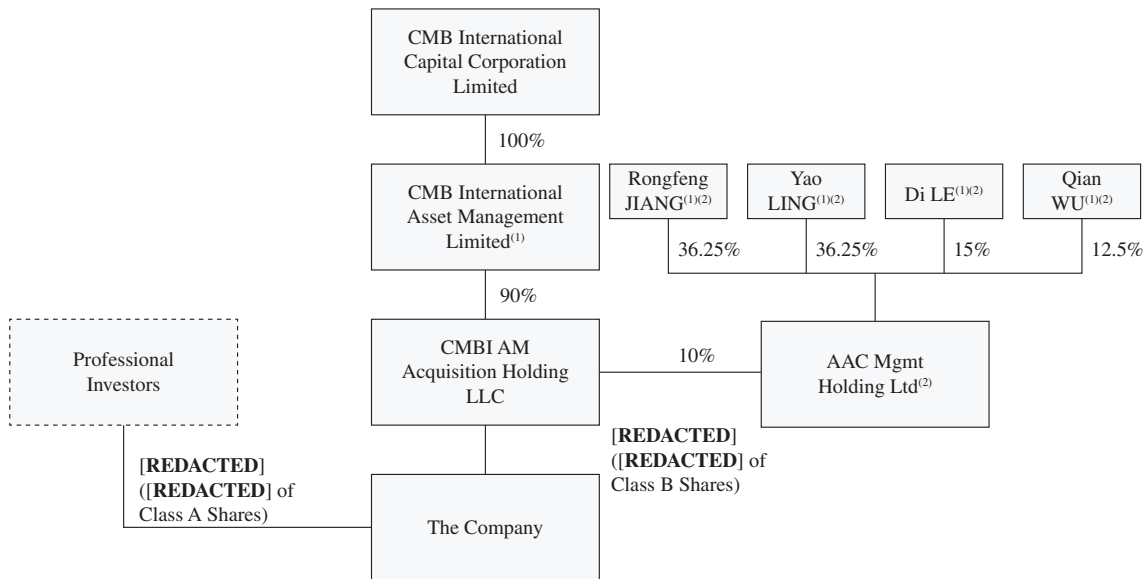 CMB International
Capital Corporation
Limited
100%
CMB International
Asset Management
Limited(1)
Rongfeng
JIANG(1)(2)
Yao
LING(1)(2)
Di LE(1)(2)
Qian
WU(1)(2)
36.25%
36.25%
15%
12.5%
90%
Professional
Investors
CMBI AM
Acquisition Holding
LLC
10%
AAC Mgmt
Holding Ltd(2)
[REDACTED]
([REDACTED] of
Class B Shares)
[REDACTED]
([REDACTED] of
Class A Shares)
The Company